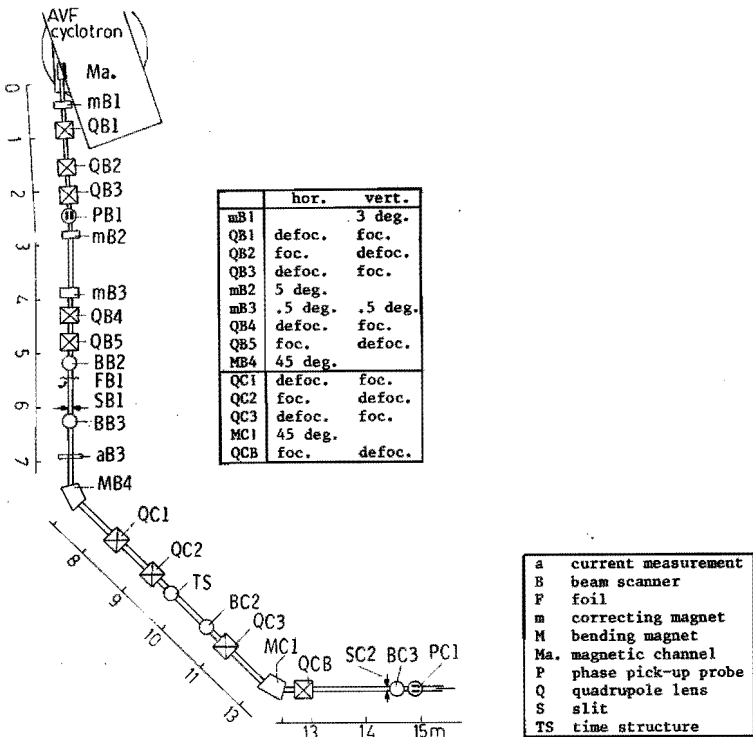 AVF
cyclotron
Ma.
0
mB1
QB1
1
QB2
QB3
2
PB1
mB2
3
mB3
4
QB4
QB5
5
BB2
FB1
SB1
6
BB3
aB3
7
MB4
QC1
8
QC2
9
TS
10
BC2
11
QC3
MC1
QCB
SC2
BC3
PC1
13
13
14
15m
hor. vert.
mB1 3 deg.
QB1 defoc. foc.
QB2 foc. defoc.
QB3 defoc. foc.
mB2 5 deg.
mB3 .5 deg. .5 deg.
QB4 defoc. foc.
QB5 foc. defoc.
MB4 45 deg.
QC1 defoc. foc.
QC2 foc. defoc.
QC3 defoc. foc.
MC1 45 deg.
QCB foc. defoc.
a current measurement
B beam scanner
F foil
m correcting magnet
M bending magnet
Ma. magnetic channel
P phase pick-up probe
Q quadrupole lens
S slit
TS time structure